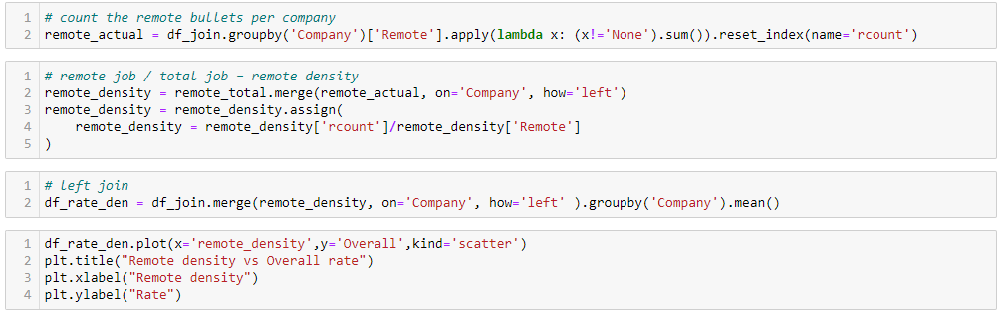 1 # count the remote bullets per company
2 remote_actual = df_join.groupby('Company')['Remote'].apply(lambda x: (x!='None').sum()).reset_index(name='rcount')
1 # remote job / total job = remote density
2 remote_density = remote_total.merge(remote_actual, on='Company', how='left')
3 remote_density = remote_density.assign(
4     remote_density = remote_density['rcount']/remote_density['Remote']
5 )
1 # left join
2 df_rate_den = df_join.merge(remote_density, on='Company', how='left' ).groupby('Company').mean()
1 df_rate_den.plot(x='remote_density',y='Overall',kind='scatter')
2 plt.title("Remote density vs Overall rate")
3 plt.xlabel("Remote density")
4 plt.ylabel("Rate")